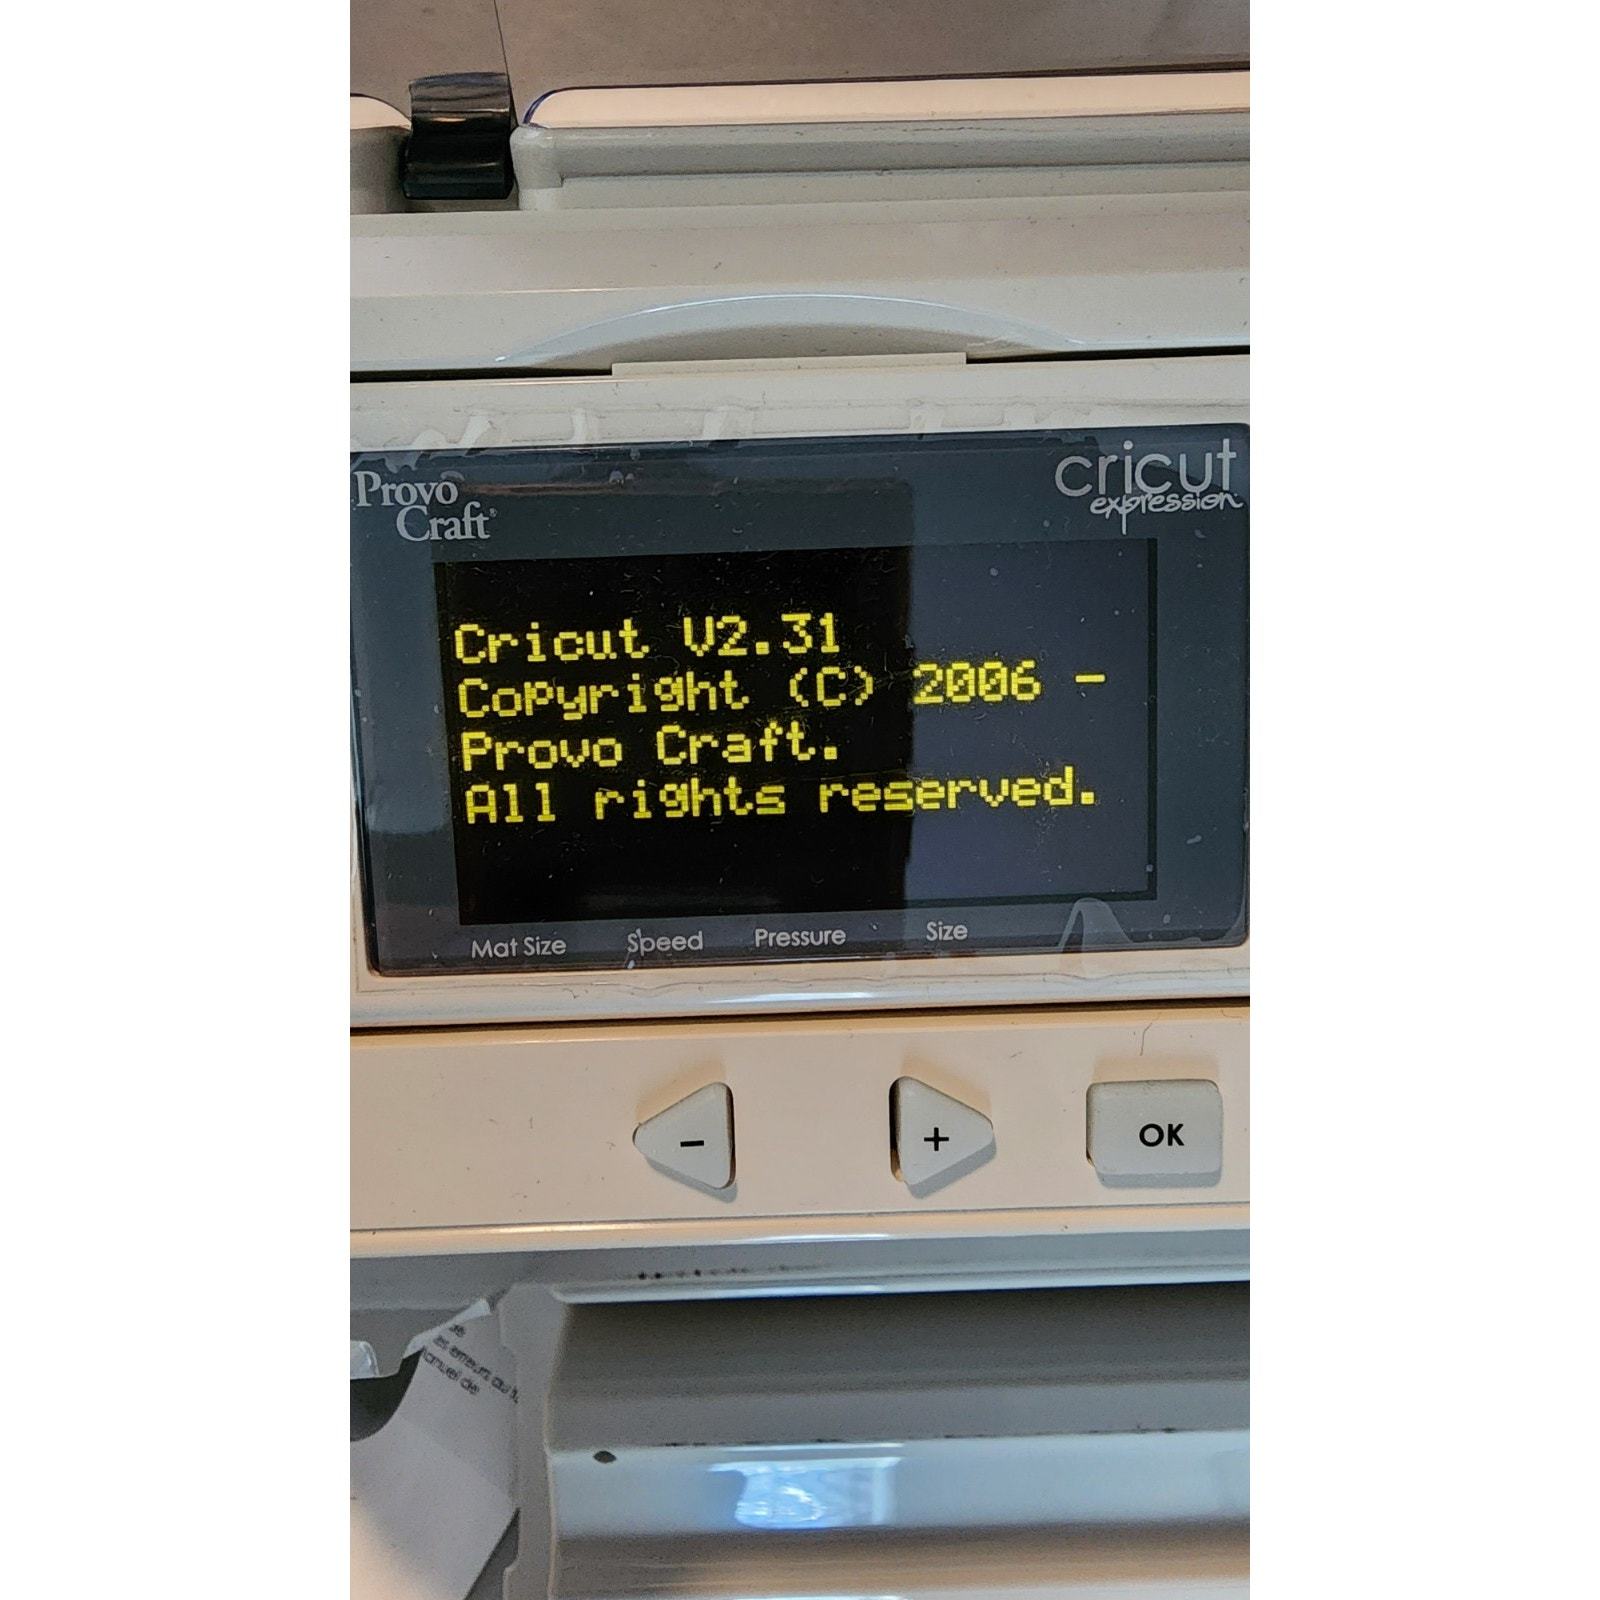 Provo
Craft®
cricut
expression
Cricut V2.31
Copyright (C) 2006 -
Provo Craft.
All rights reserved.
Mat Size Speed Pressure Size
-
+
OK